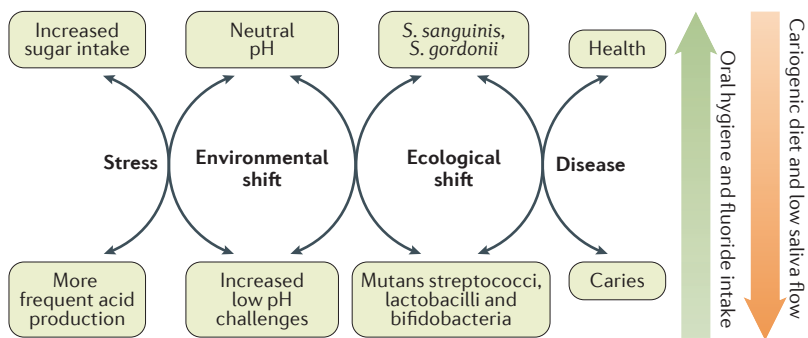 Increased
sugar intake
Neutral
pH
S. sanguinis,
S. gordonii
Health
Stress
Environmental
shift
Ecological
shift
Disease
More
frequent acid
production
Increased
low pH
challenges
Mutans streptococci,
lactobacilli and
bifidobacteria
Caries
Oral hygiene and fluoride intake
Cariogenic diet and low saliva flow